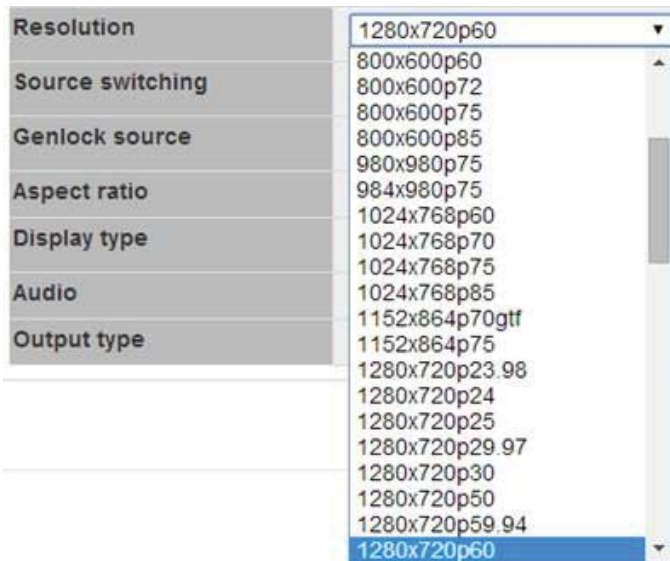 Resolution
1280x720p60
800x600p60
Source switching
800x600p72
800x600p75
Genlock source
800x600p85
980x980p75
Aspect ratio
984x980p75
1024x768p60
Display type
1024x768p70
1024x768p75
Audio
1024x768p85
1152x864p70gtf
Output type
1152x864p75
1280x720p23.98
1280x720p24
1280x720p25
1280x720p29.97
1280x720p30
1280x720p50
1280x720p59.94
1280x720p60